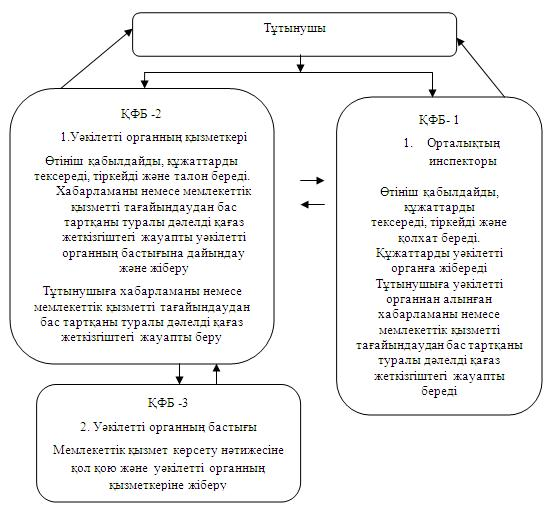 Тұтынушы
ҚФБ -2
1.Уәкілетті органның қызметкері
Өтініш қабылдайды, құжаттарды
тексереді, тіркейді және талон береді.
Хабарламаны немесе мемлекеттік
қызметті тағайындаудан бас
тартқаны туралы дәлелді қағаз
жеткізгіштегі жауапты уәкілетті
органның бастығына дайындау
және жіберу
Тұтынушыға хабарламаны немесе
мемлекеттік қызметті тағайындаудан
бас тартқаны туралы дәлелді қағаз
жеткізгіштегі жауапты беру
ҚФБ- 1
1. Орталықтың
инспекторы
Өтініш қабылдайды,
құжаттарды
тексереді, тіркейді және
қолхат береді.
Құжаттарды уәкілетті
органға жібереді
Тұтынушыға уәкілетті
органнан алынған
хабарламаны немесе
мемлекеттік қызметті
тағайындаудан бас тартқаны
туралы дәлелді қағаз
жеткізгіштегі жауапты
береді
ҚФБ -3
2. Уәкілетті органның бастығы
Мемлекеттік қызмет көрсету нәтижесіне
қол қою және уәкілетті органның
қызметкеріне жіберу